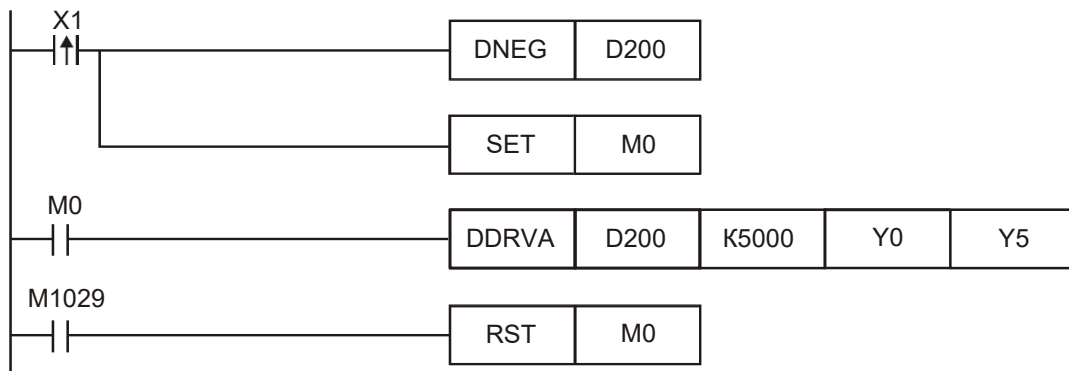 X1
DNEG D200
SET M0
M0
DDRVA D200 K5000 Y0 Y5
M1029
RST M0